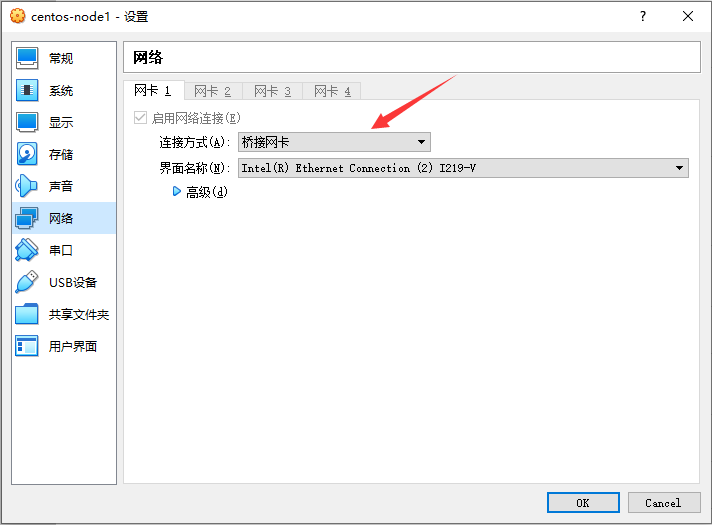 centos-node1 - 设置
?
常规
系统
显示
存储
声音
网络
串口
USB设备
共享文件夹
用户界面
网络
网卡 1
网卡 2
网卡 3
网卡 4
启用网络连接(E)
连接方式(A): 桥接网卡
界面名称(N): Intel(R) Ethernet Connection (2) I219-V
高级(d)
OK
Cancel